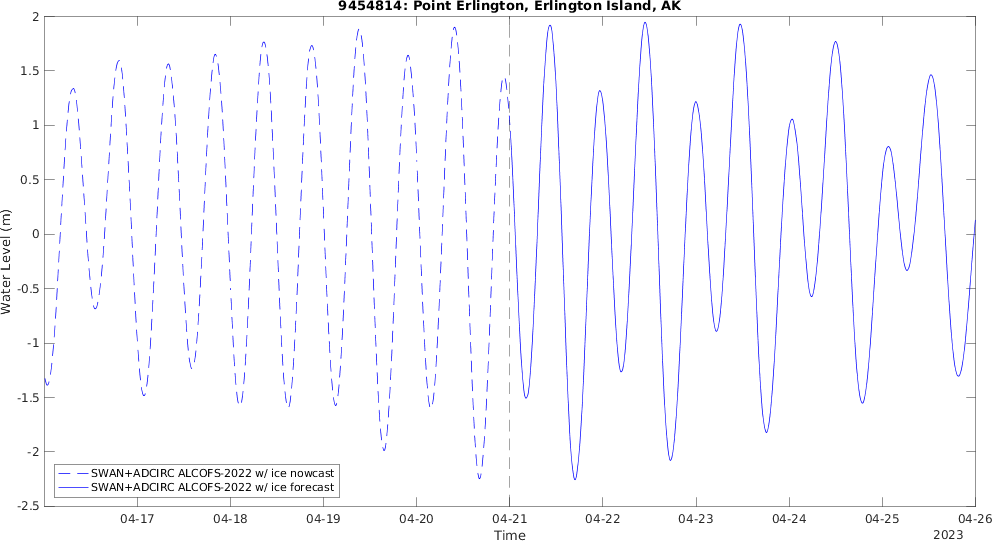 9454814: Point Erlington, Erlington Island, AK
2
1.5
1
0.5
0
-0.5
-1
-1.5
-2
-2.5
Water Level (m)
SWAN+ADCIRC ALCOFS-2022 w/ ice nowcast
SWAN+ADCIRC ALCOFS-2022 w/ ice forecast
04-17 04-18 04-19 04-20 04-21 04-22 04-23 04-24 04-25 04-26
Time
2023